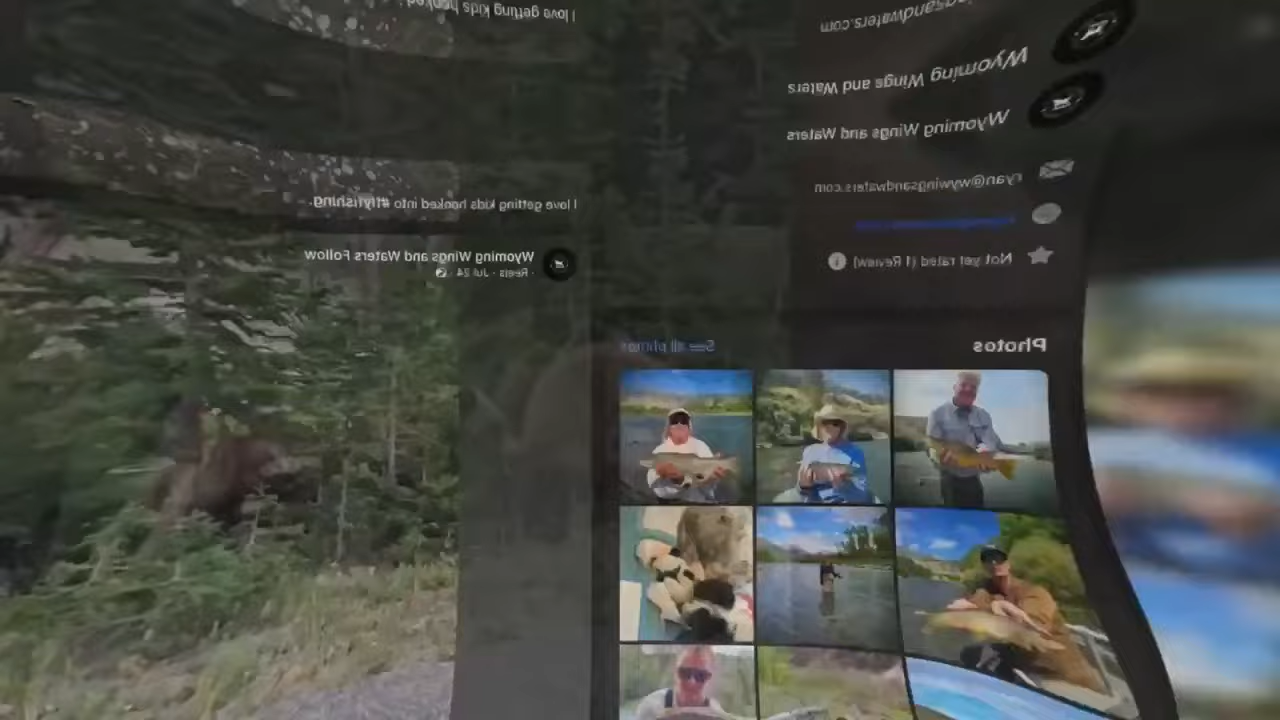 I love getting kids hooked
Wyoming Wings and Waters
Wyoming Wings and Waters
ryan@wywingsandwaters.com
Not yet rated (1 Review)
I love getting kids hooked into #flyfishing.
Wyoming Wings and Waters Follow
Reels · Jul 24 ·
Photos
See all photos